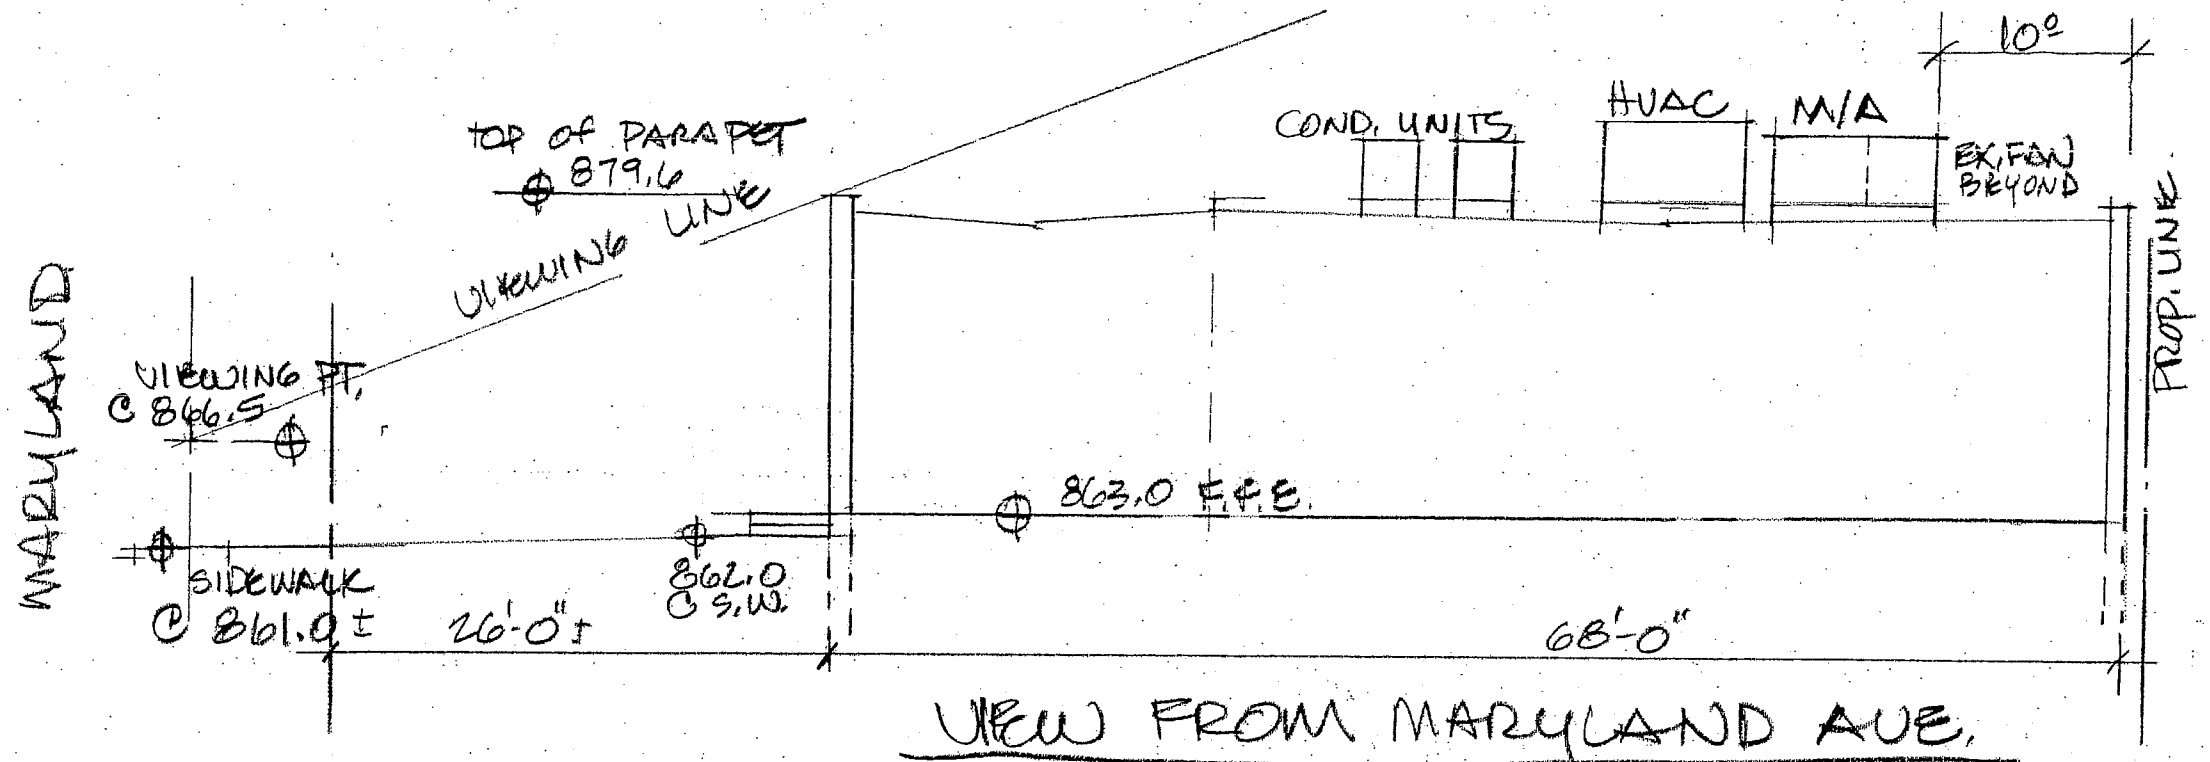 10⁰
HVAC
M/A
COND. UNITS
TOP OF PARAPET
879.6
EX. FAN
BEYOND
VIEWING LINE
PROP. LINE
MARYLAND
VIEWING PT.
@ 866.5
863.0 F.F.E.
SIDEWALK
@ 861.0 ±
862.0
@ S.W.
26'-0" ±
68'-0"
VIEW FROM MARYLAND AVE.